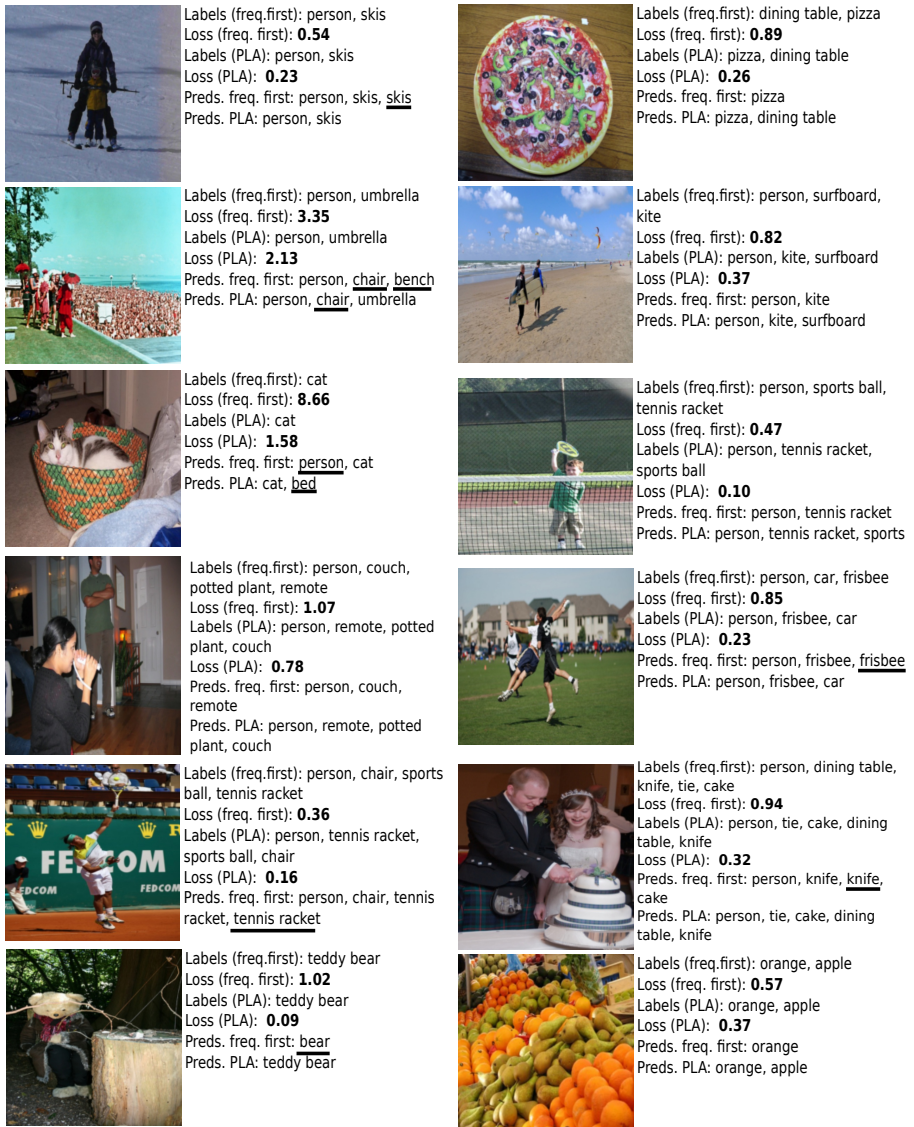 Labels (freq.first): person, skis
Loss (freq. first): 0.54
Labels (PLA): person, skis
Loss (PLA): 0.23
Preds. freq. first: person, skis, skis
Preds. PLA: person, skis
Labels (freq.first): dining table, pizza
Loss (freq. first): 0.89
Labels (PLA): pizza, dining table
Loss (PLA): 0.26
Preds. freq. first: pizza
Preds. PLA: pizza, dining table
Labels (freq.first): person, umbrella
Loss (freq. first): 3.35
Labels (PLA): person, umbrella
Loss (PLA): 2.13
Preds. freq. first: person, chair, bench
Preds. PLA: person, chair, umbrella
Labels (freq.first): person, surfboard,
kite
Loss (freq. first): 0.82
Labels (PLA): person, kite, surfboard
Loss (PLA): 0.37
Preds. freq. first: person, kite
Preds. PLA: person, kite, surfboard
Labels (freq.first): cat
Loss (freq. first): 8.66
Labels (PLA): cat
Loss (PLA): 1.58
Preds. freq. first: person, cat
Preds. PLA: cat, bed
Labels (freq.first): person, sports ball,
tennis racket
Loss (freq. first): 0.47
Labels (PLA): person, tennis racket,
sports ball
Loss (PLA): 0.10
Preds. freq. first: person, tennis racket
Preds. PLA: person, tennis racket, sports
Labels (freq.first): person, couch,
potted plant, remote
Loss (freq. first): 1.07
Labels (PLA): person, remote, potted
plant, couch
Loss (PLA): 0.78
Preds. freq. first: person, couch,
remote
Preds. PLA: person, remote, potted
plant, couch
Labels (freq.first): person, car, frisbee
Loss (freq. first): 0.85
Labels (PLA): person, frisbee, car
Loss (PLA): 0.23
Preds. freq. first: person, frisbee, frisbee
Preds. PLA: person, frisbee, car
Labels (freq.first): person, chair, sports
ball, tennis racket
Loss (freq. first): 0.36
Labels (PLA): person, tennis racket,
sports ball, chair
Loss (PLA): 0.16
Preds. freq. first: person, chair, tennis
racket, tennis racket
FEDCOM
FEDCOM
FEDCOM
Labels (freq.first): person, dining table,
knife, tie, cake
Loss (freq. first): 0.94
Labels (PLA): person, tie, cake, dining
table, knife
Loss (PLA): 0.32
Preds. freq. first: person, knife, knife,
cake
Preds. PLA: person, tie, cake, dining
table, knife
Labels (freq.first): teddy bear
Loss (freq. first): 1.02
Labels (PLA): teddy bear
Loss (PLA): 0.09
Preds. freq. first: bear
Preds. PLA: teddy bear
Labels (freq.first): orange, apple
Loss (freq. first): 0.57
Labels (PLA): orange, apple
Loss (PLA): 0.37
Preds. freq. first: orange
Preds. PLA: orange, apple